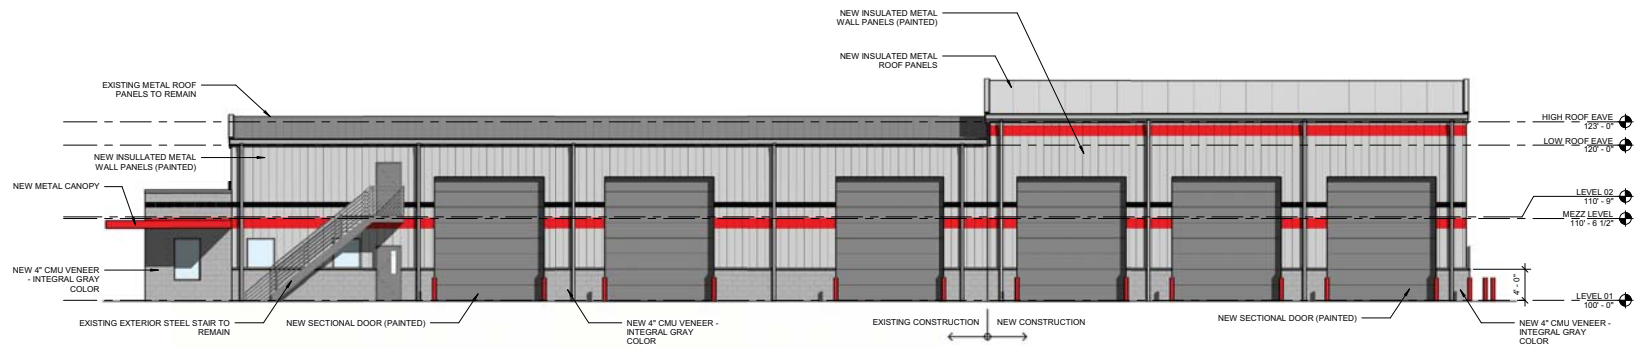 NEW INSULATED METAL
WALL PANELS (PAINTED)
NEW INSULATED METAL
ROOF PANELS
EXISTING METAL ROOF
PANELS TO REMAIN
HIGH ROOF EAVE
123' - 0"
LOW ROOF EAVE
120' - 0"
NEW INSULLATED METAL
WALL PANELS (PAINTED)
NEW METAL CANOPY
LEVEL 02
110' - 9"
MEZZ LEVEL
110' - 6 1/2"
NEW 4" CMU VENEER
- INTEGRAL GRAY
COLOR
4' - 0"
LEVEL 01
100' - 0"
EXISTING EXTERIOR STEEL STAIR TO
REMAIN
NEW SECTIONAL DOOR (PAINTED)
NEW 4" CMU VENEER -
INTEGRAL GRAY
COLOR
EXISTING CONSTRUCTION
NEW CONSTRUCTION
NEW SECTIONAL DOOR (PAINTED)
NEW 4" CMU VENEER -
INTEGRAL GRAY
COLOR